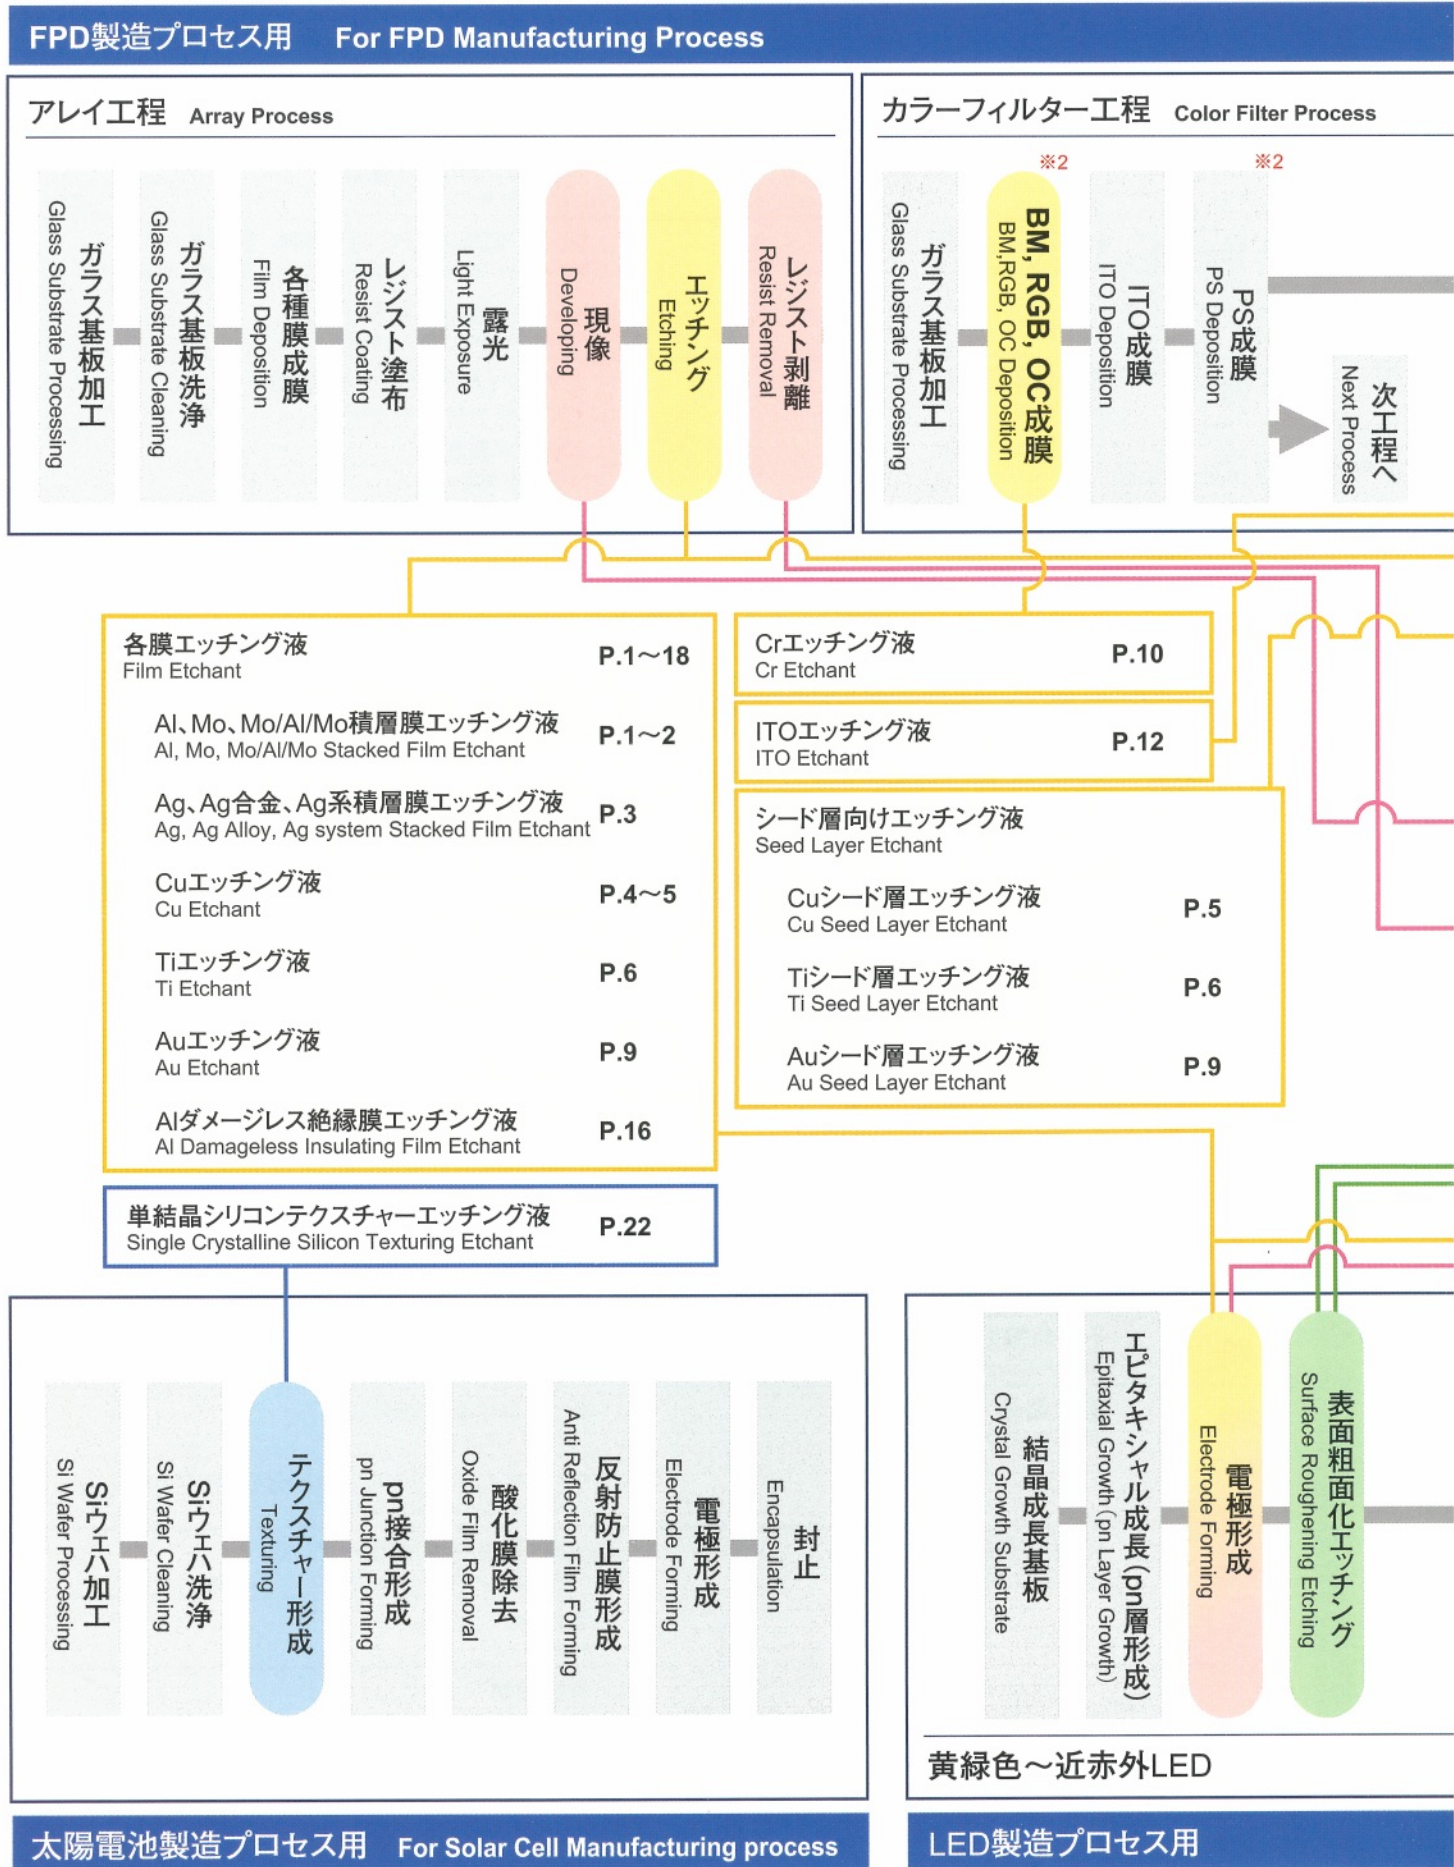 FPD製造プロセス用 For FPD Manufacturing Process
アレイ工程 Array Process
ガラス基板加工
Glass Substrate Processing
ガラス基板洗浄
Glass Substrate Cleaning
各種膜成膜
Film Deposition
レジスト塗布
Resist Coating
露光
Light Exposure
現像
Developing
エッチング
Etching
レジスト剥離
Resist Removal
カラーフィルター工程 Color Filter Process
ガラス基板加工
Glass Substrate Processing
※2
BM, RGB, OC成膜
BM,RGB, OC Deposition
ITO成膜
ITO Deposition
※2
PS成膜
PS Deposition
次工程へ
Next Process
各膜エッチング液 P.1～18
Film Etchant
Al、Mo、Mo/Al/Mo積層膜エッチング液 P.1～2
Al, Mo, Mo/Al/Mo Stacked Film Etchant
Ag、Ag合金、Ag系積層膜エッチング液 P.3
Ag, Ag Alloy, Ag system Stacked Film Etchant
Cuエッチング液 P.4～5
Cu Etchant
Tiエッチング液 P.6
Ti Etchant
Auエッチング液 P.9
Au Etchant
Alダメージレス絶縁膜エッチング液 P.16
Al Damageless Insulating Film Etchant
Crエッチング液 P.10
Cr Etchant
ITOエッチング液 P.12
ITO Etchant
シード層向けエッチング液
Seed Layer Etchant
Cuシード層エッチング液 P.5
Cu Seed Layer Etchant
Tiシード層エッチング液 P.6
Ti Seed Layer Etchant
Auシード層エッチング液 P.9
Au Seed Layer Etchant
単結晶シリコンテクスチャーエッチング液 P.22
Single Crystalline Silicon Texturing Etchant
Siウェハ加工
Si Wafer Processing
Siウェハ洗浄
Si Wafer Cleaning
テクスチャー形成
Texturing
pn接合形成
pn Junction Forming
酸化膜除去
Oxide Film Removal
反射防止膜形成
Anti Reflection Film Forming
電極形成
Electrode Forming
封止
Encapsulation
太陽電池製造プロセス用 For Solar Cell Manufacturing process
結晶成長基板
Crystal Growth Substrate
エピタキシャル成長(pn層形成)
Epitaxial Growth (pn Layer Growth)
電極形成
Electrode Forming
表面粗面化エッチング
Surface Roughening Etching
黄緑色～近赤外LED
LED製造プロセス用